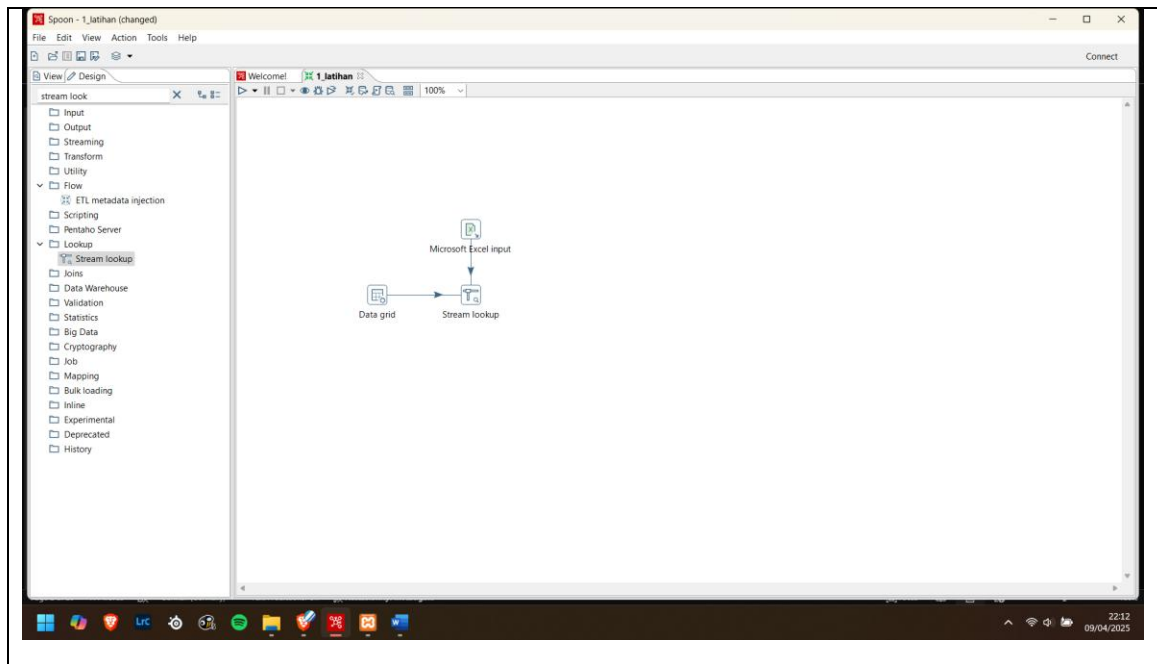 Spoon - 1_latihan (changed)
File Edit View Action Tools Help
Connect
View Design
Welcome! 1_latihan
stream look
100%
Input
Output
Streaming
Transform
Utility
Flow
ETL metadata injection
Scripting
Pentaho Server
Lookup
Stream lookup
Joins
Data Warehouse
Validation
Statistics
Big Data
Cryptography
Job
Mapping
Bulk loading
Inline
Experimental
Deprecated
History
Microsoft Excel input
Data grid Stream lookup
LrC
22:12
09/04/2025